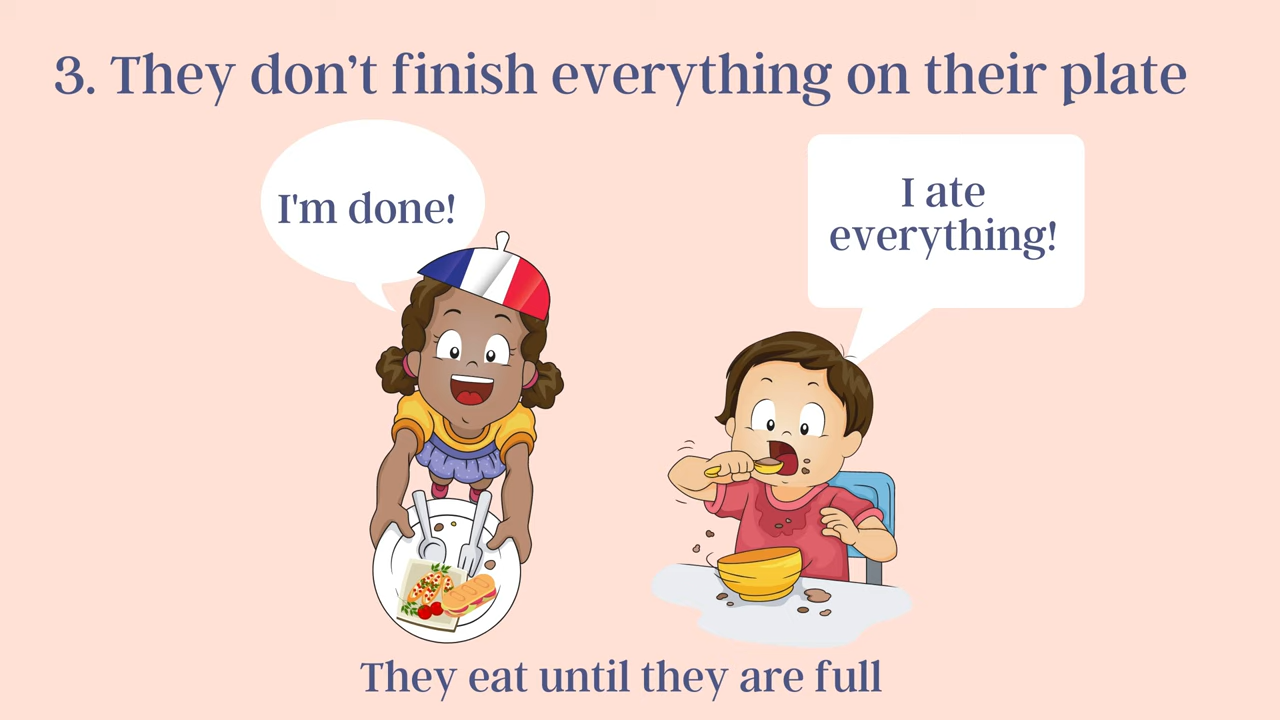 3. They don’t finish everything on their plate
I'm done!
I ate
everything!
They eat until they are full